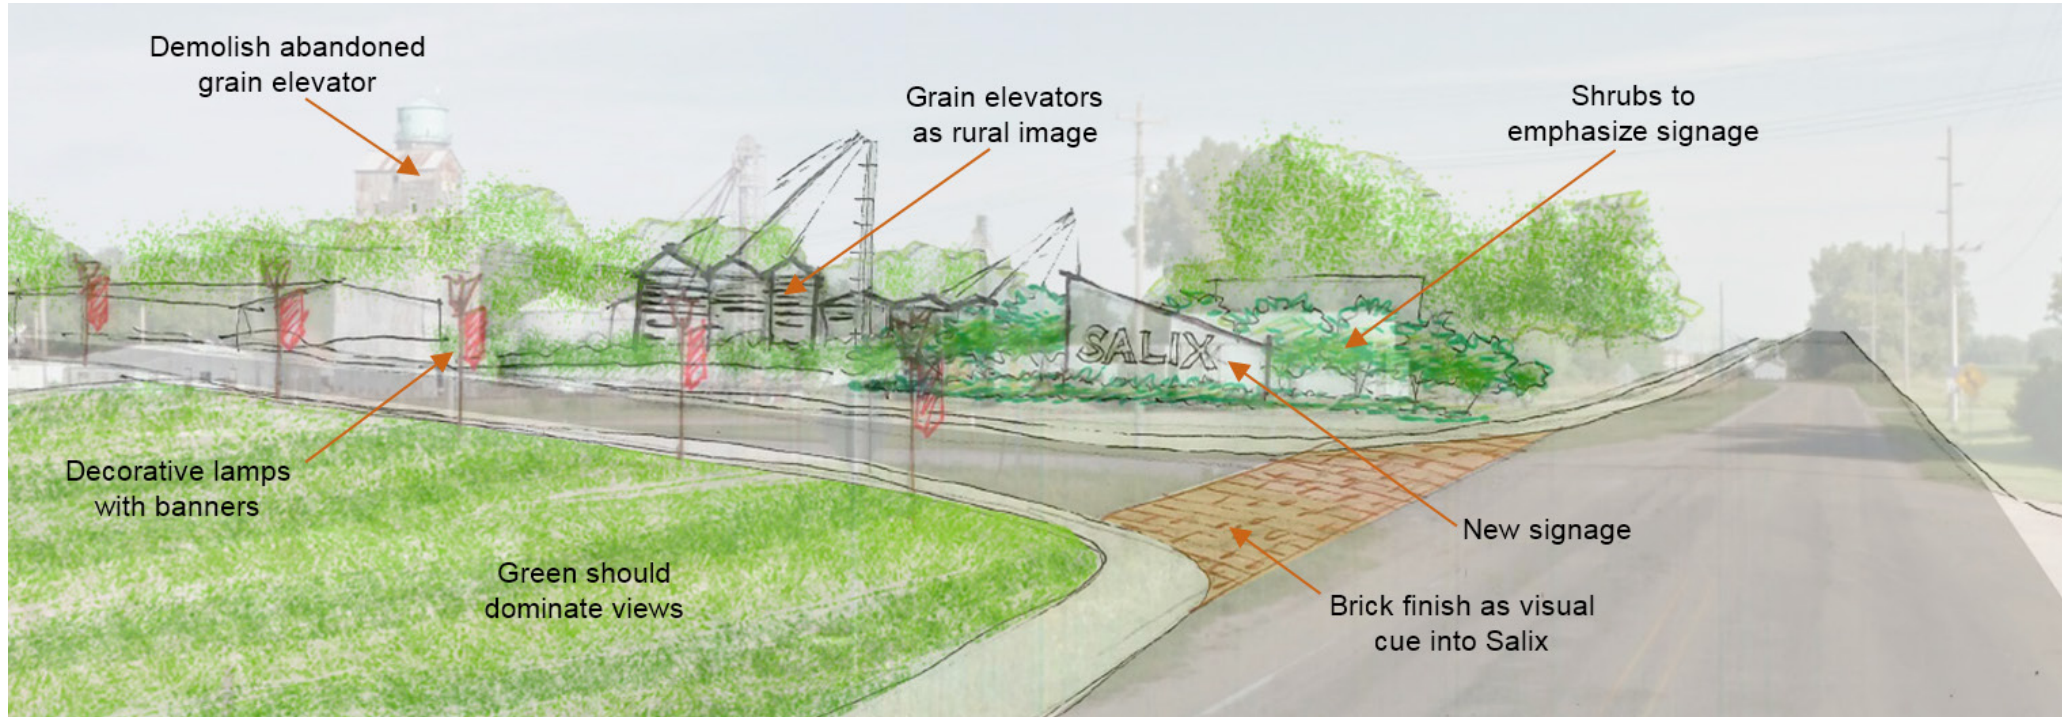 Demolish abandoned
grain elevator
Grain elevators
as rural image
Shrubs to
emphasize signage
SALIX
Decorative lamps
with banners
New signage
Green should
dominate views
Brick finish as visual
cue into Salix